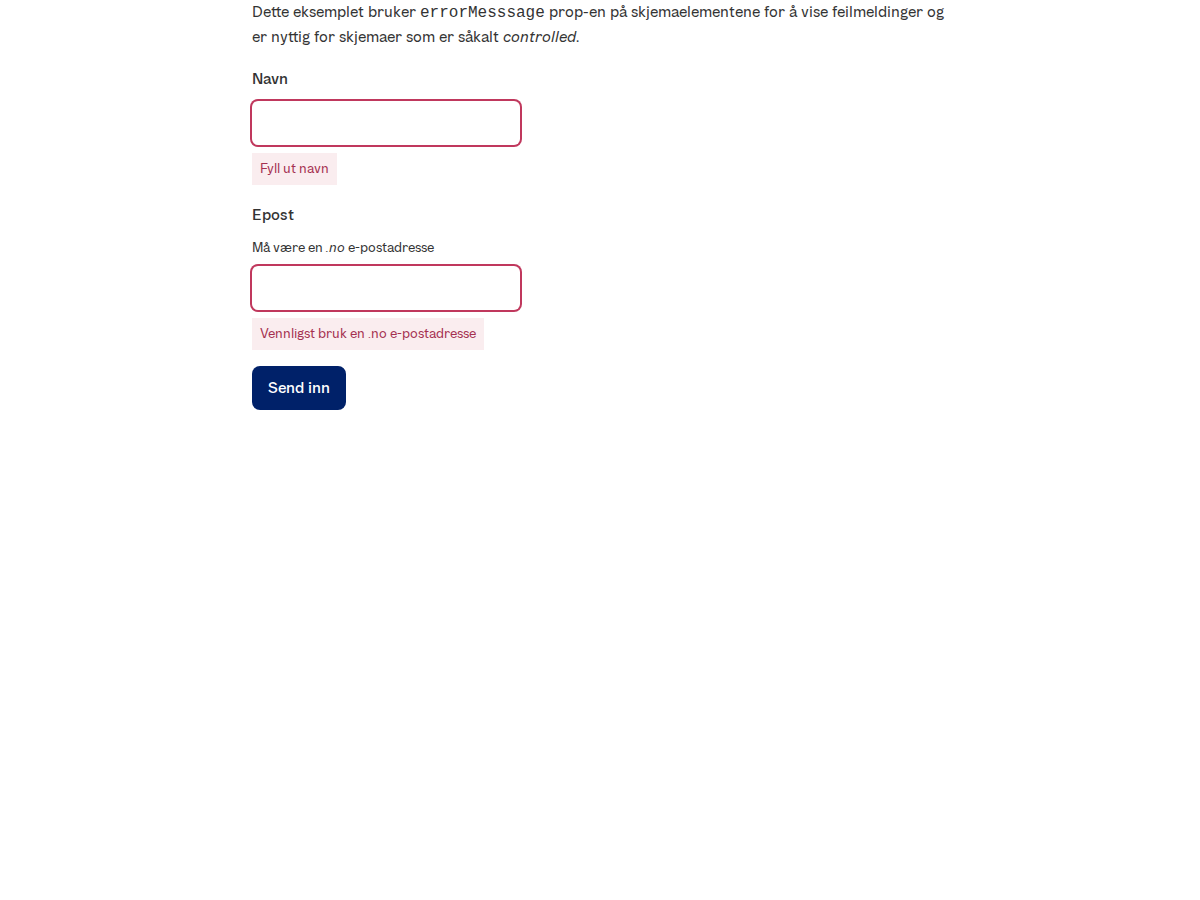 Dette eksemplet bruker errorMesssage prop-en på skjemaelementene for å vise feilmeldinger og
er nyttig for skjemaer som er såkalt controlled.
Navn
Fyll ut navn
Epost
Må være en .no e-postadresse
Vennligst bruk en .no e-postadresse
Send inn